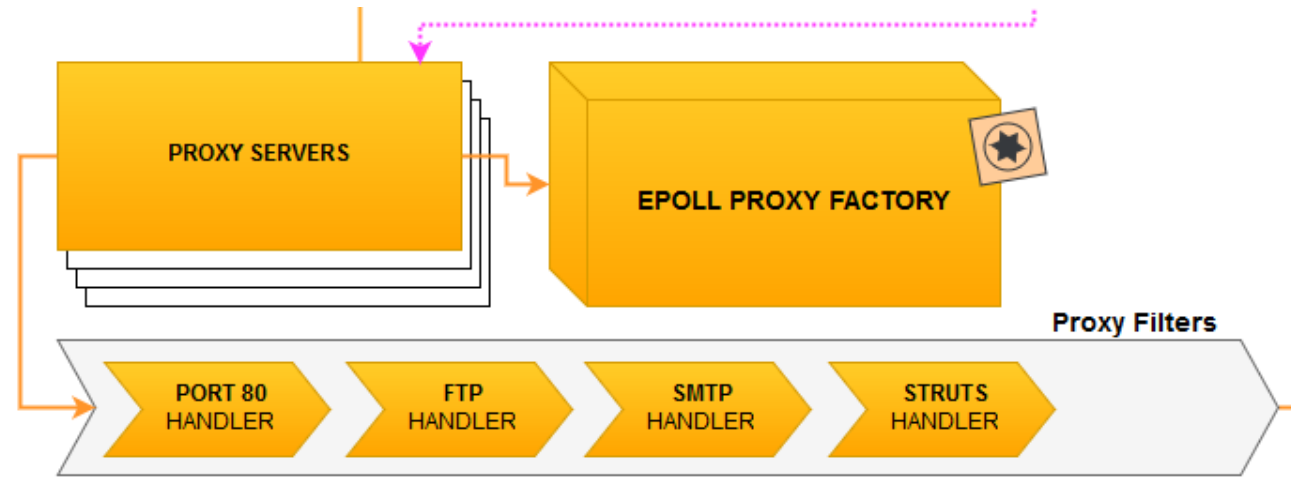 PROXY SERVERS
EPOLL PROXY FACTORY
Proxy Filters
PORT 80
HANDLER
FTP
HANDLER
SMTP
HANDLER
STRUTS
HANDLER